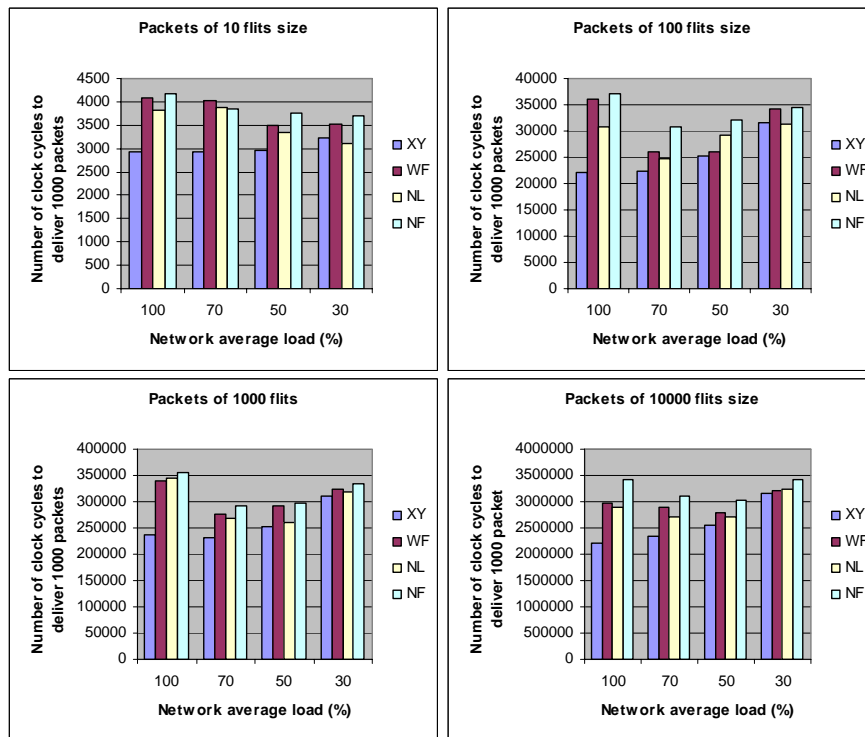 Packets of 10 flits size
Number of clock cycles to
deliver 1000 packets
4500
4000
3500
3000
2500
2000
1500
1000
500
0
100 70 50 30
Network average load (%)
XY
WF
NL
NF
Packets of 100 flits size
Number of clock cycles to
deliver 1000 packets
40000
35000
30000
25000
20000
15000
10000
5000
0
100 70 50 30
Network average load (%)
XY
WF
NL
NF
Packets of 1000 flits
Number of clock cycles to
deliver 1000 packets
400000
350000
300000
250000
200000
150000
100000
50000
0
100 70 50 30
Network average load (%)
XY
WF
NL
NF
Packets of 10000 flits size
Number of clock cycles to
deliver 1000 packet
4000000
3500000
3000000
2500000
2000000
1500000
1000000
500000
0
100 70 50 30
Network average load (%)
XY
WF
NL
NF